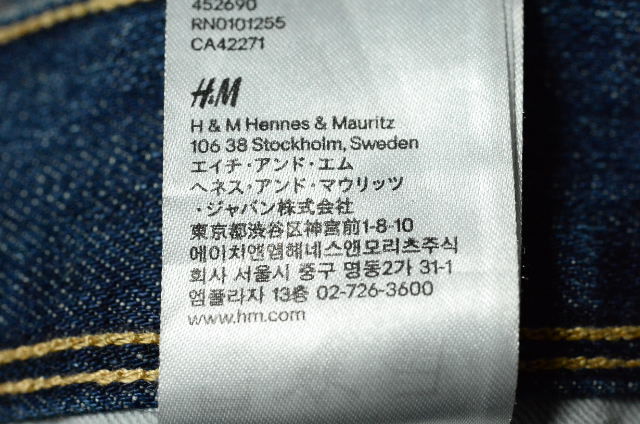 452690
RN0101255
CA42271
H&M
H & M Hennes & Mauritz
106 38 Stockholm, Sweden
エイチ・アンド・エム
ヘネス・アンド・マウリッツ
・ジャパン株式会社
東京都渋谷区神宮前1-8-10
에이치앤엠헤네스앤모리츠주식
회사 서울시 중구 명동2가 31-1
엠플라자 13층 02-726-3600
www.hm.com